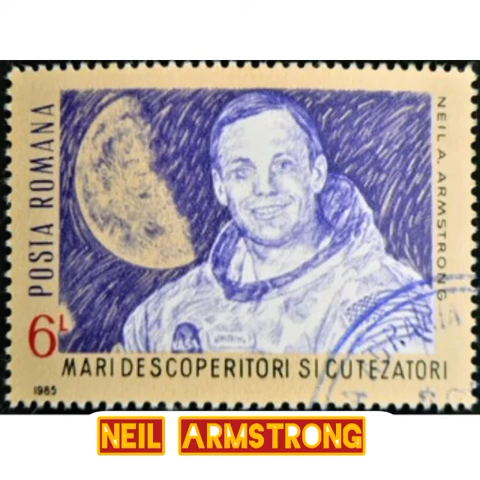 POSTA ROMANA
NEIL A. ARMSTRONG
6L
MARI DESCOPERITORI SI CUTEZATORI
1985
NEIL ARMSTRONG